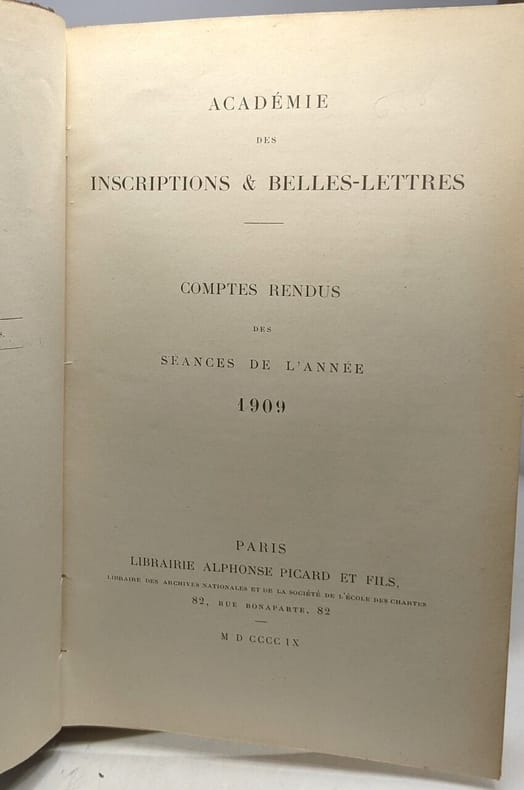 ACADÉMIE
DES
INSCRIPTIONS & BELLES-LETTRES
COMPTES RENDUS
DES
SÉANCES DE L'ANNÉE
1909
PARIS
LIBRAIRIE ALPHONSE PICARD ET FILS,
LIBRAIRE DES ARCHIVES NATIONALES ET DE LA SOCIÉTÉ DE L'ÉCOLE DES CHARTES
82, RUE BONAPARTE, 82
M D CCCC IX